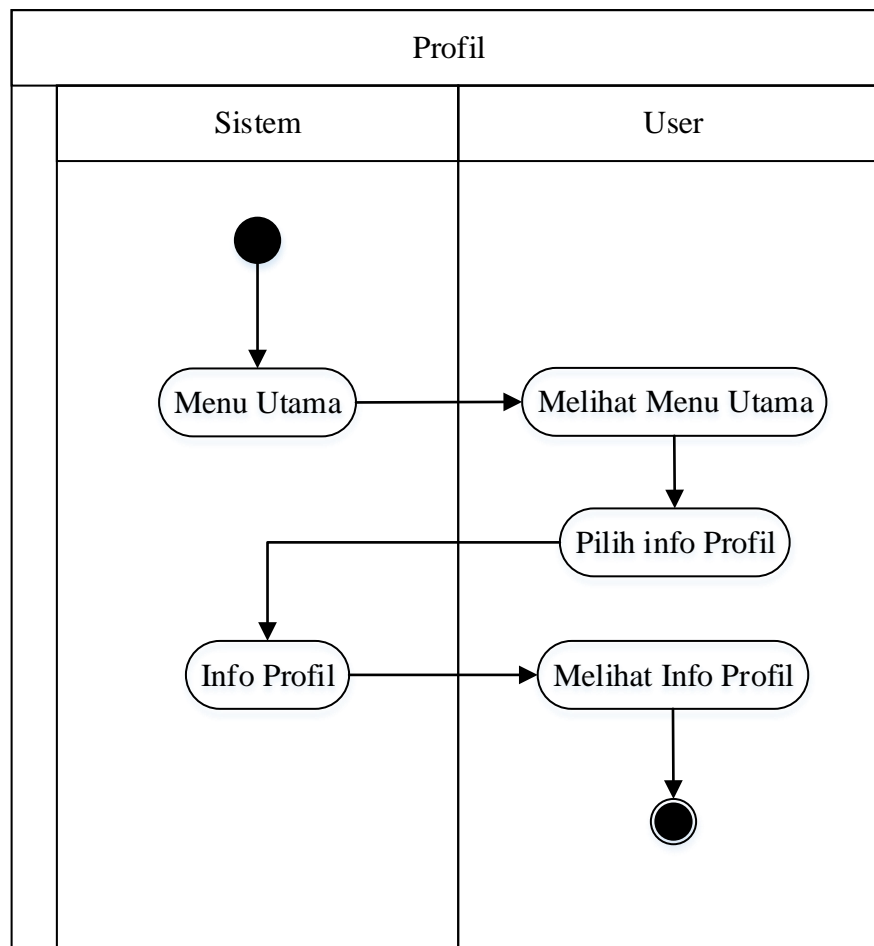 Profil
Sistem
User
Menu Utama
Melihat Menu Utama
Pilih info Profil
Info Profil
Melihat Info Profil